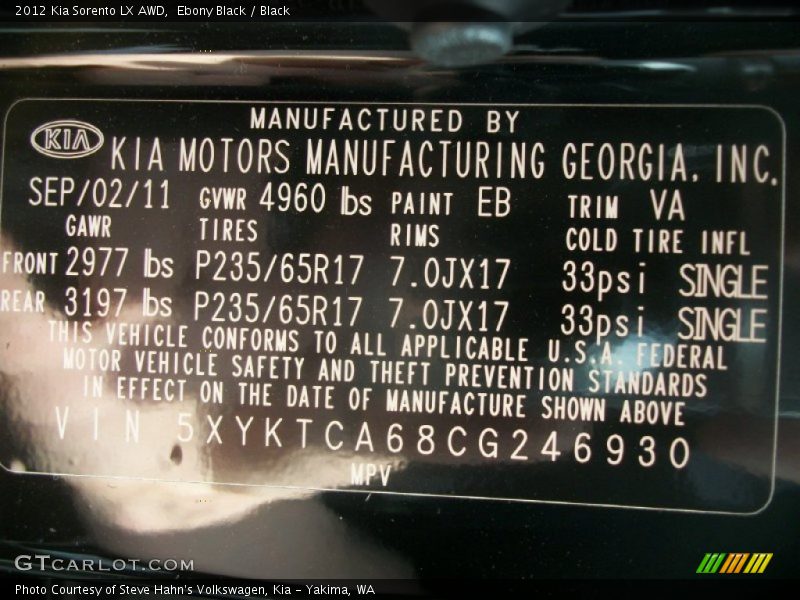 2012 Kia Sorento LX AWD,  Ebony Black / Black
MANUFACTURED BY
KIA KIA MOTORS MANUFACTURING GEORGIA, INC.
SEP/02/11 GVWR 4960 lbs PAINT EB TRIM VA
GAWR TIRES RIMS COLD TIRE INFL
FRONT 2977 lbs P235/65R17 7.0JX17 33psi SINGLE
REAR 3197 lbs P235/65R17 7.0JX17 33psi SINGLE
THIS VEHICLE CONFORMS TO ALL APPLICABLE U.S.A. FEDERAL
MOTOR VEHICLE SAFETY AND THEFT PREVENTION STANDARDS
IN EFFECT ON THE DATE OF MANUFACTURE SHOWN ABOVE
VIN 5XYKTCA68CG246930
MPV
GTCARLOT.COM
Photo Courtesy of Steve Hahn's Volkswagen, Kia - Yakima, WA